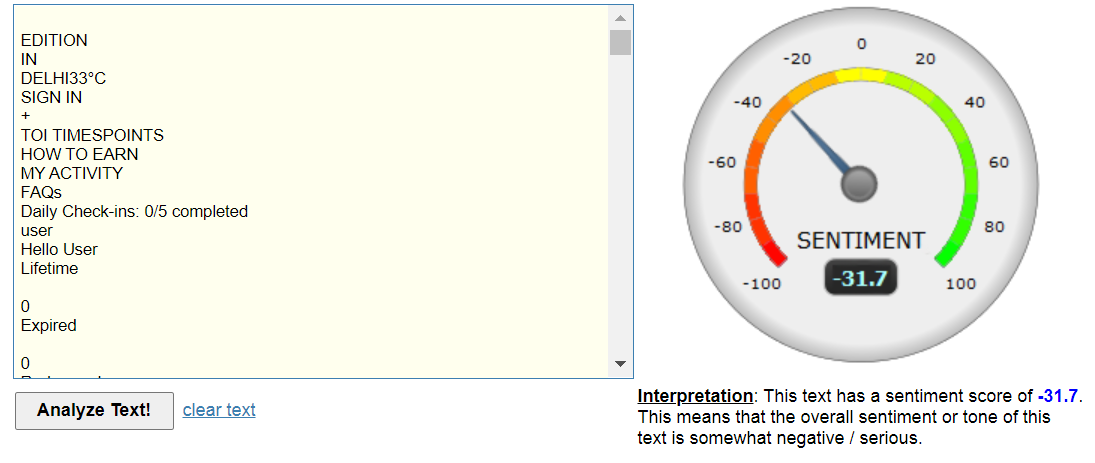 EDITION
IN
DELHI33°C
SIGN IN
+
TOI TIMESPOINTS
HOW TO EARN
MY ACTIVITY
FAQs
Daily Check-ins: 0/5 completed
user
Hello User
Lifetime
0
Expired
0
Analyze Text! clear text
0
-20 20
-40 40
-60 60
-80 80
-100 100
SENTIMENT
-31.7
Interpretation: This text has a sentiment score of -31.7.
This means that the overall sentiment or tone of this
text is somewhat negative / serious.